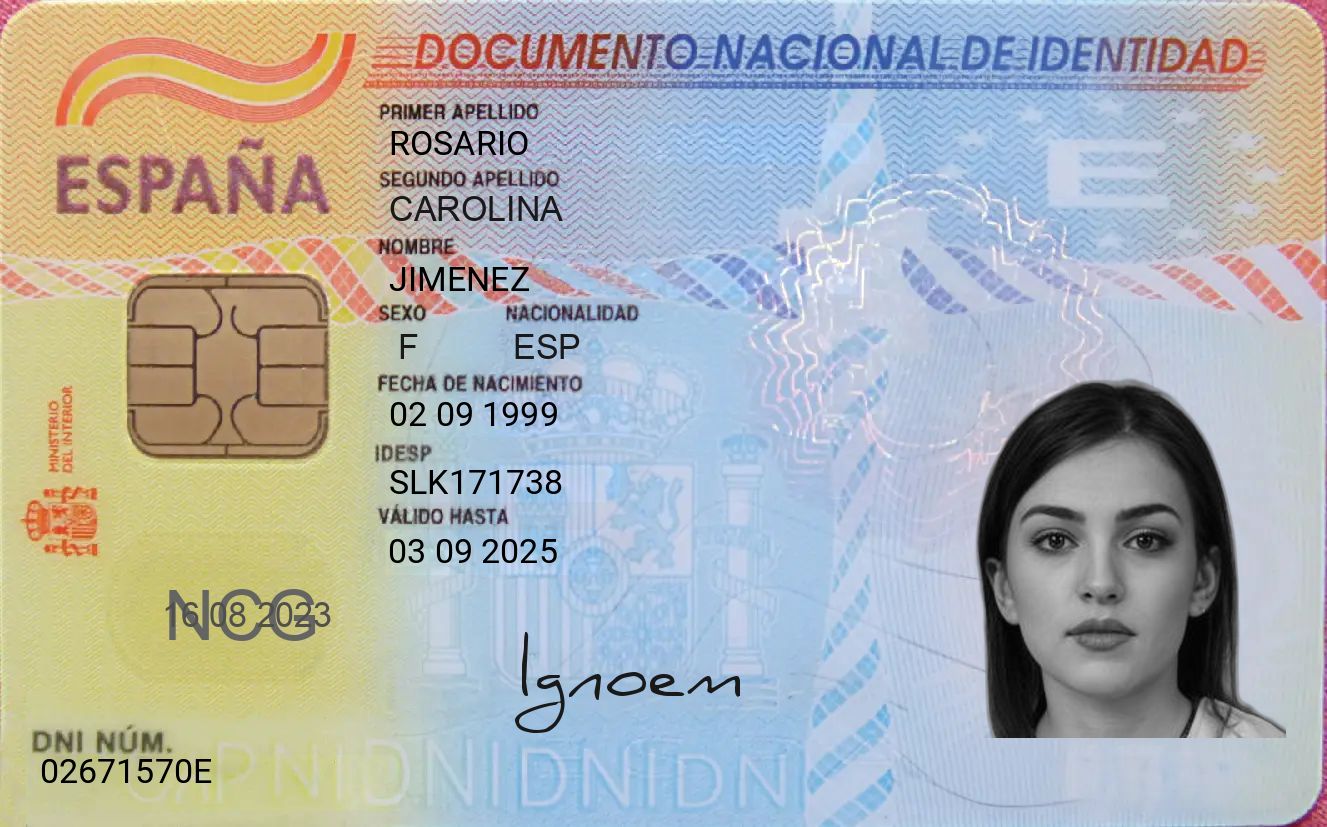 DOCUMENTO NACIONAL DE IDENTIDAD
ESPAÑA
PRIMER APELLIDO
ROSARIO
SEGUNDO APELLIDO
CAROLINA
NOMBRE
JIMENEZ
SEXO NACIONALIDAD
F ESP
FECHA DE NACIMIENTO
02 09 1999
IDESP
SLK171738
VÁLIDO HASTA
03 09 2025
MINISTERIO
DEL INTERIOR
E
NCG
16 08 2023
Ignoem
DNI NÚM.
02671570E
DNIDNIDNIDN